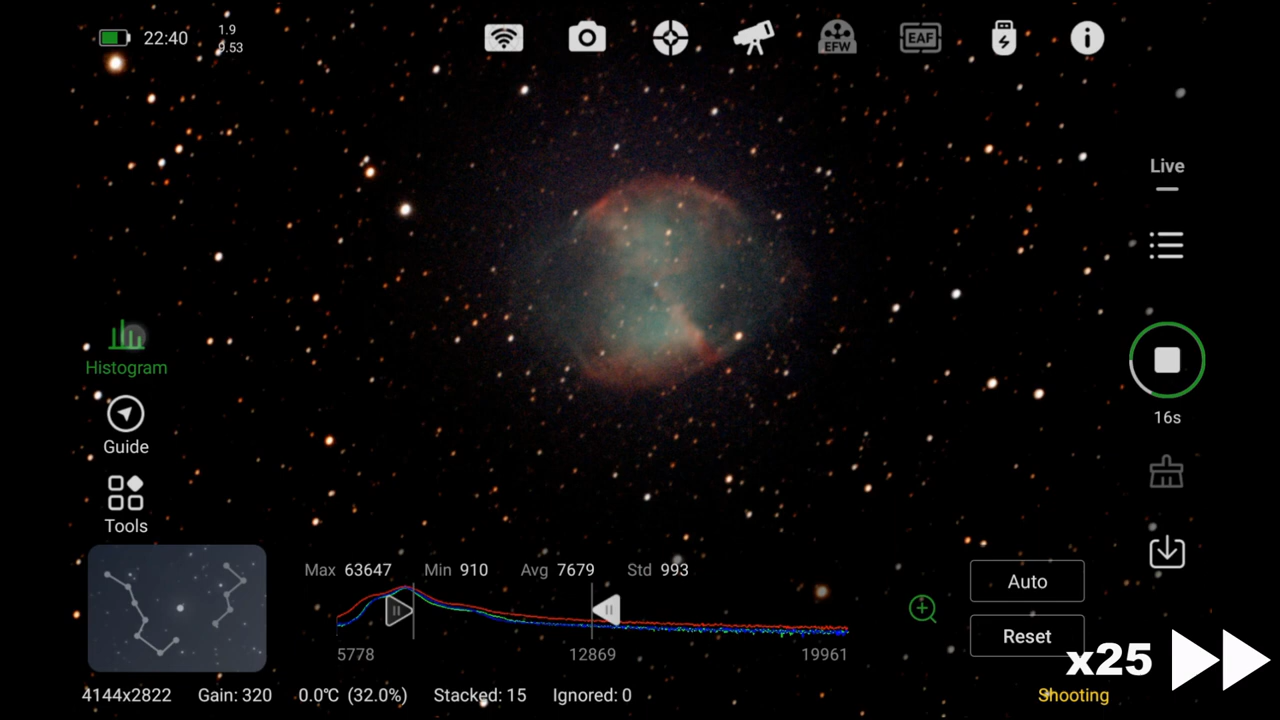 22:40
1.9
9.53
EFW
EAF
Live
Histogram
Guide
Tools
16s
Max 63647 Min 910 Avg 7679 Std 993
5778 12869 19961
Auto
Reset
x25
4144x2822 Gain: 320 0.0℃ (32.0%) Stacked: 15 Ignored: 0 Shooting